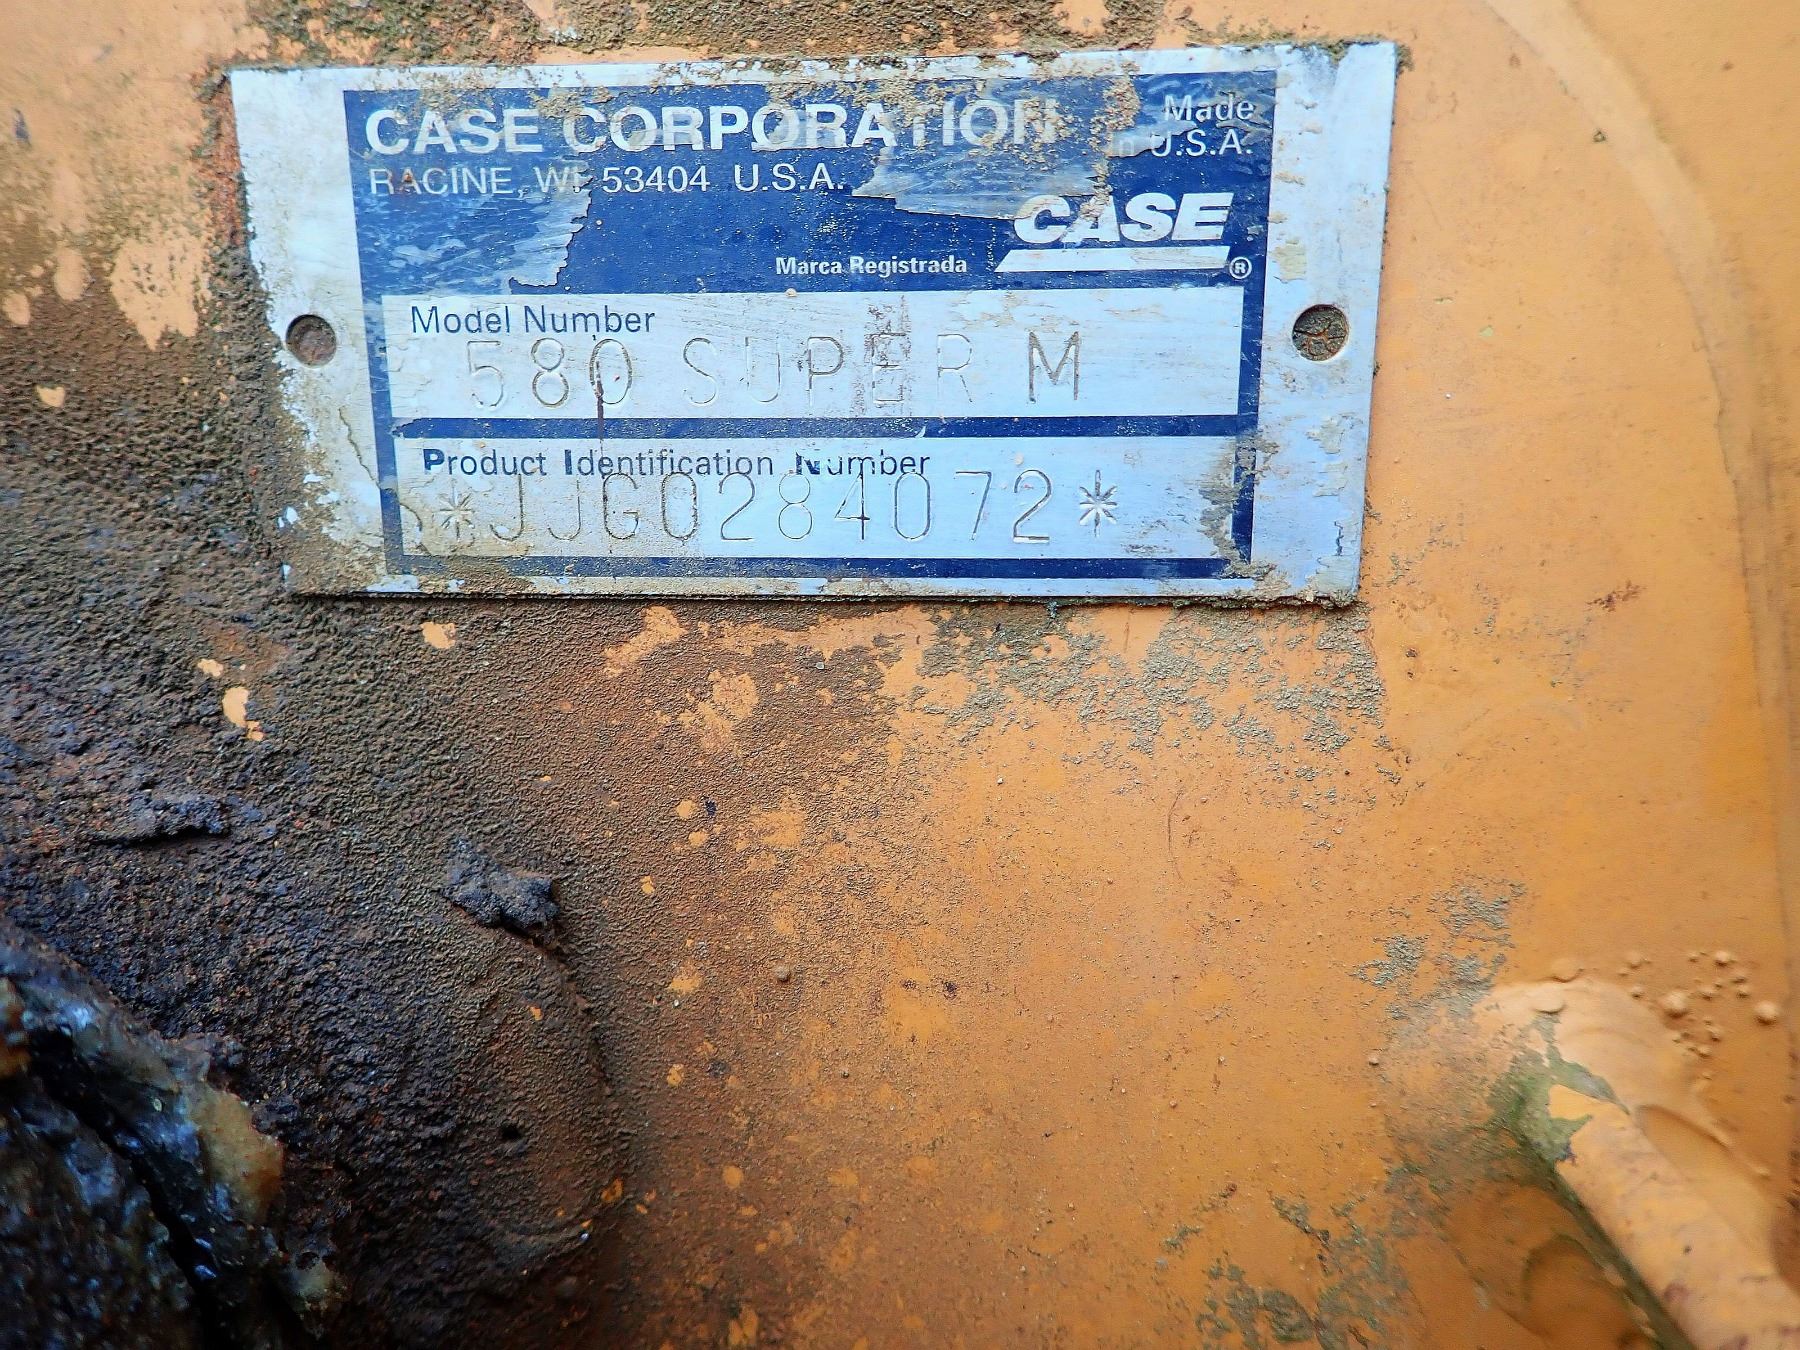 CASE CORPORATION
RACINE, WI 53404 U.S.A.
Made
in U.S.A.
CASE
Marca Registrada
®
Model Number
580 SUPER M
Product Identification Number
*JJG0284072*